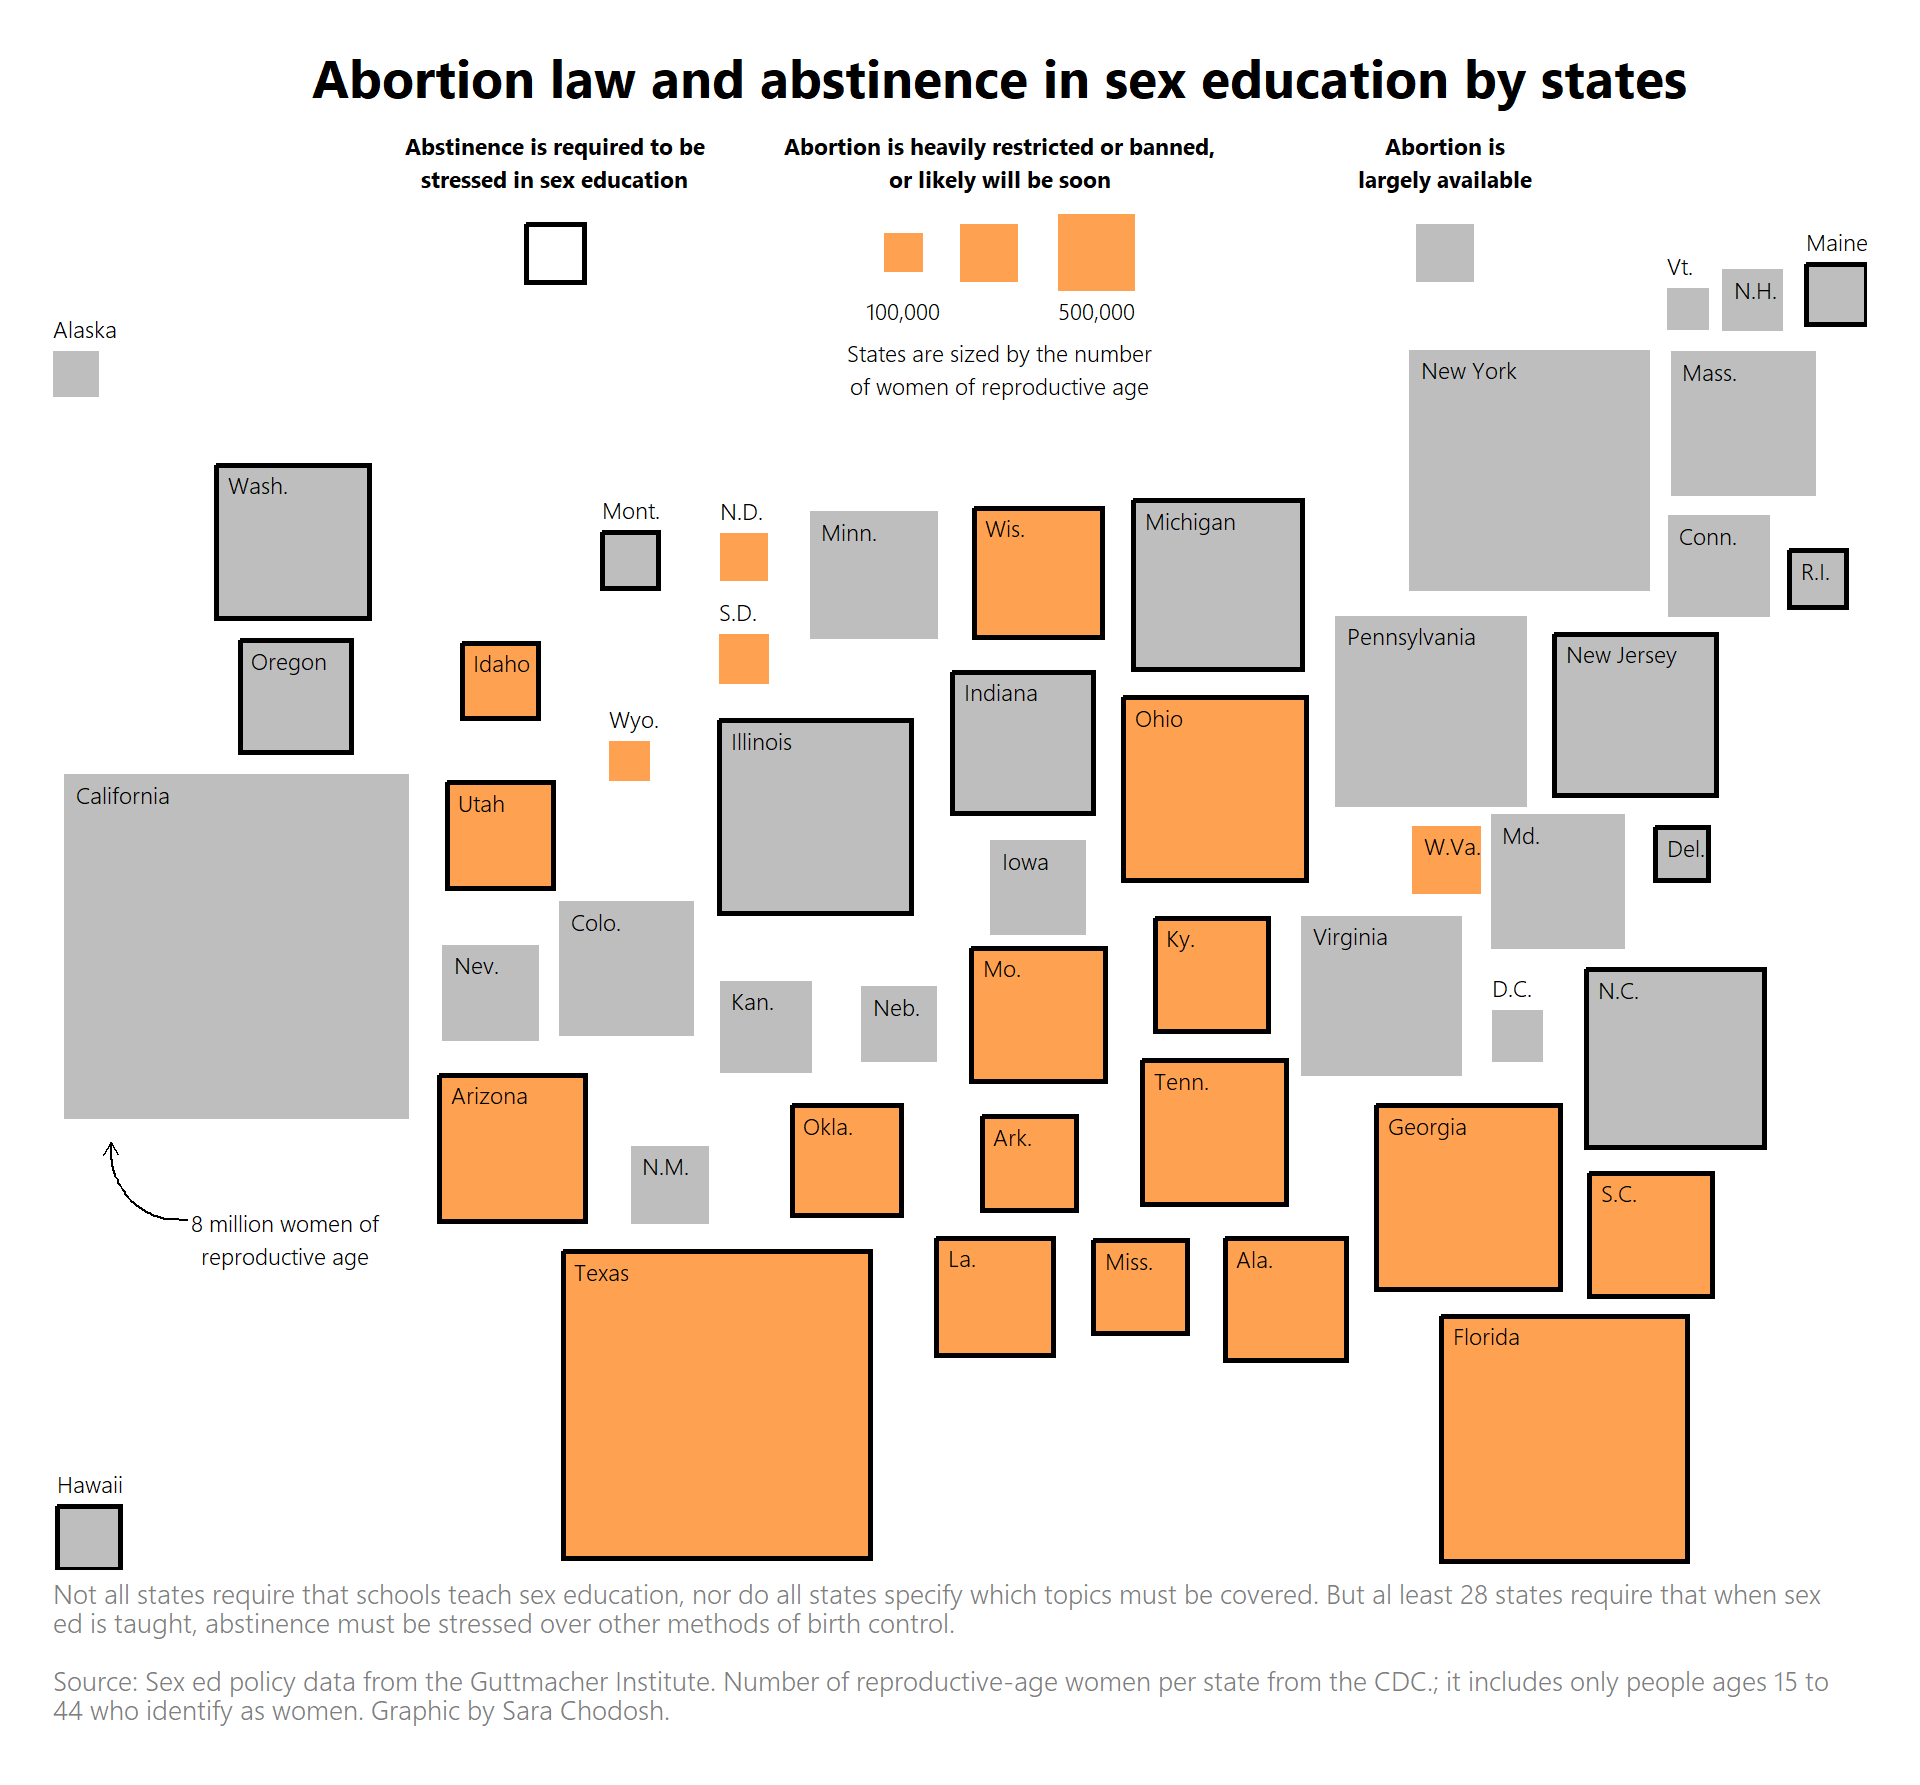 Abortion law and abstinence in sex education by states
Abstinence is required to be
stressed in sex education
Abortion is heavily restricted or banned,
or likely will be soon
100,000
500,000
States are sized by the number
of women of reproductive age
Abortion is
largely available
Maine
Vt.
N.H.
Alaska
New York
Mass.
Wash.
Mont.
N.D.
Minn.
Wis.
Michigan
Conn.
R.I.
S.D.
Oregon
Idaho
Pennsylvania
New Jersey
Indiana
Wyo.
Illinois
Ohio
California
Utah
Iowa
W.Va.
Md.
Del.
Colo.
Nev.
Ky.
Virginia
Kan.
Neb.
Mo.
D.C.
N.C.
Arizona
Tenn.
Okla.
Ark.
Georgia
N.M.
S.C.
8 million women of
reproductive age
Texas
La.
Miss.
Ala.
Florida
Hawaii
Not all states require that schools teach sex education, nor do all states specify which topics must be covered. But al least 28 states require that when sex
ed is taught, abstinence must be stressed over other methods of birth control.
Source: Sex ed policy data from the Guttmacher Institute. Number of reproductive-age women per state from the CDC.; it includes only people ages 15 to
44 who identify as women. Graphic by Sara Chodosh.